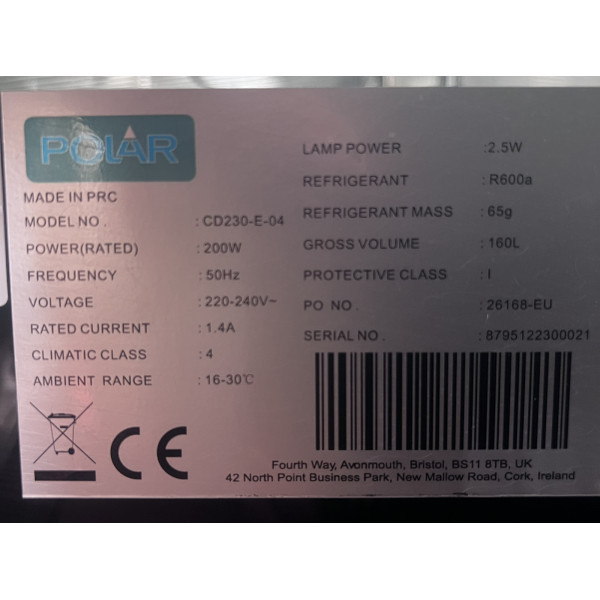 POLAR
MADE IN PRC
MODEL NO. : CD230-E-04
POWER(RATED) : 200W
FREQUENCY : 50Hz
VOLTAGE : 220-240V~
RATED CURRENT : 1.4A
CLIMATIC CLASS : 4
AMBIENT RANGE : 16-30℃
LAMP POWER :2.5W
REFRIGERANT : R600a
REFRIGERANT MASS : 65g
GROSS VOLUME : 160L
PROTECTIVE CLASS : I
PO NO. : 26168-EU
SERIAL NO. : 8795122300021
CE
Fourth Way, Avonmouth, Bristol, BS11 8TB, UK
42 North Point Business Park, New Mallow Road, Cork, Ireland